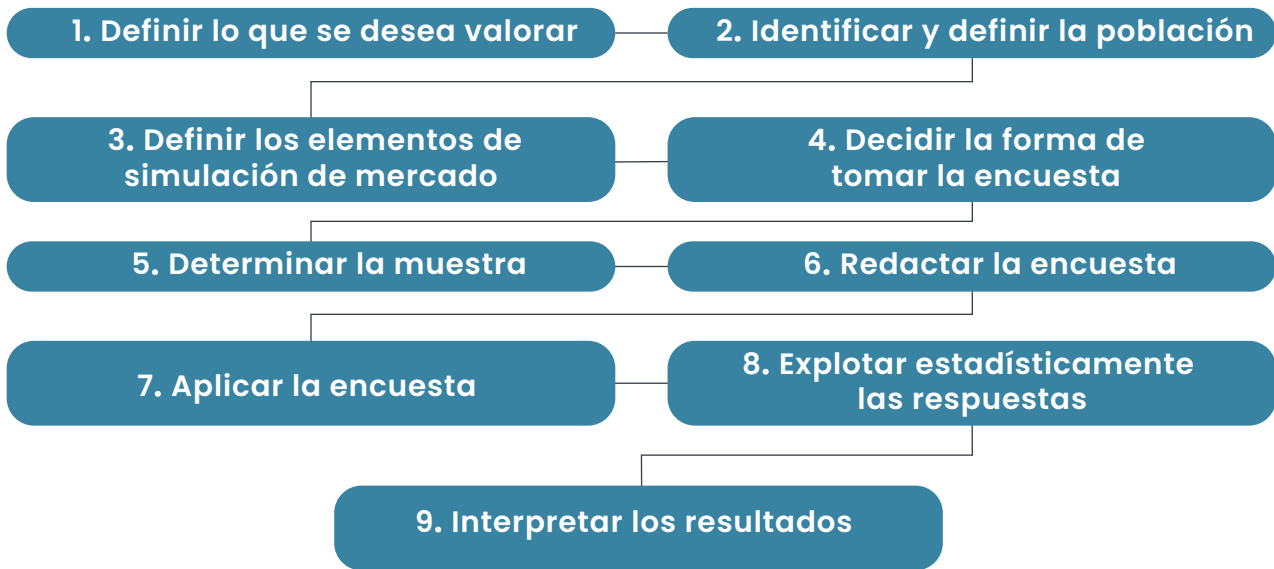 1. Definir lo que se desea valorar
2. Identificar y definir la población
3. Definir los elementos de
simulación de mercado
4. Decidir la forma de
tomar la encuesta
5. Determinar la muestra
6. Redactar la encuesta
7. Aplicar la encuesta
8. Explotar estadísticamente
las respuestas
9. Interpretar los resultados